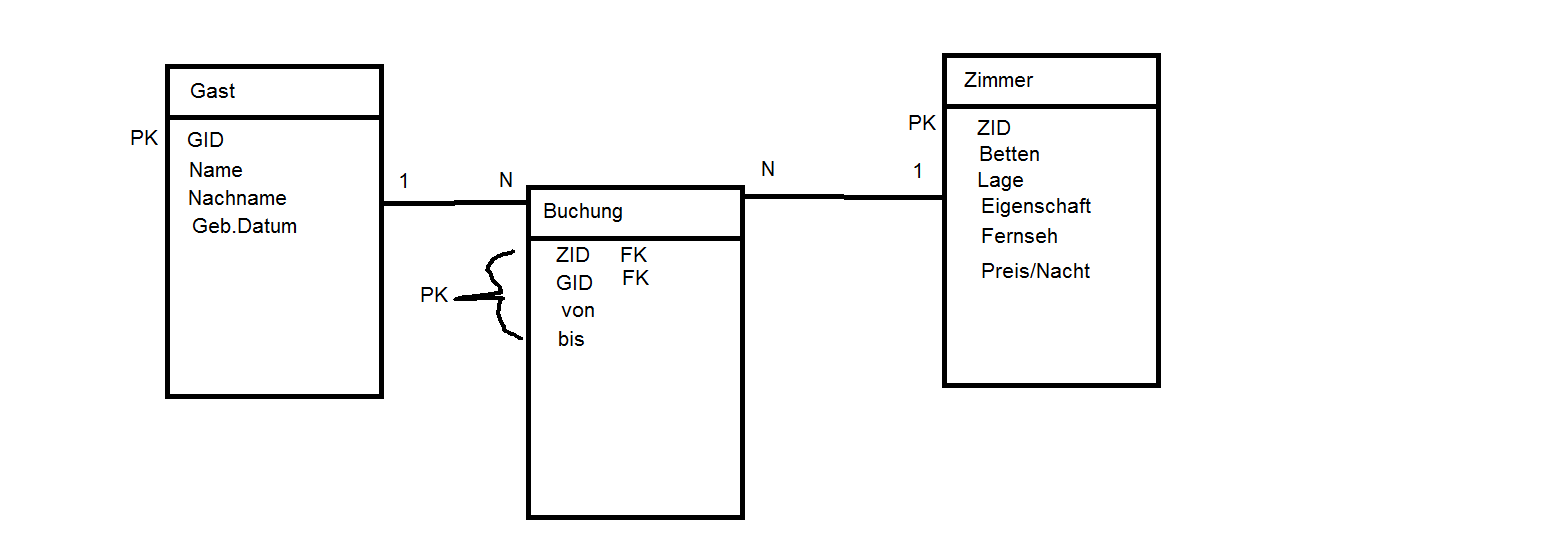 Gast
PK
GID
Name
Nachname
Geb.Datum
1
N
Buchung
ZID FK
GID FK
von
bis
PK
N
1
Zimmer
PK
ZID
Betten
Lage
Eigenschaft
Fernseh
Preis/Nacht